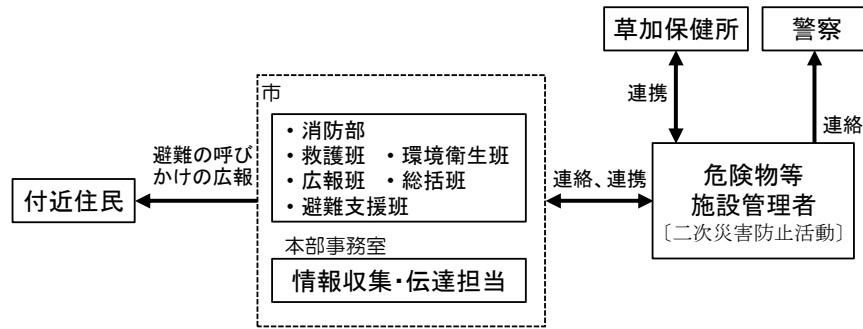 草加保健所
警察
市
連携
連絡
・消防部
・救護班 ・環境衛生班
・広報班 ・総括班
・避難支援班
避難の呼び
かけの広報
付近住民
連絡、連携
危険物等
施設管理者
〔二次災害防止活動〕
本部事務室
情報収集・伝達担当